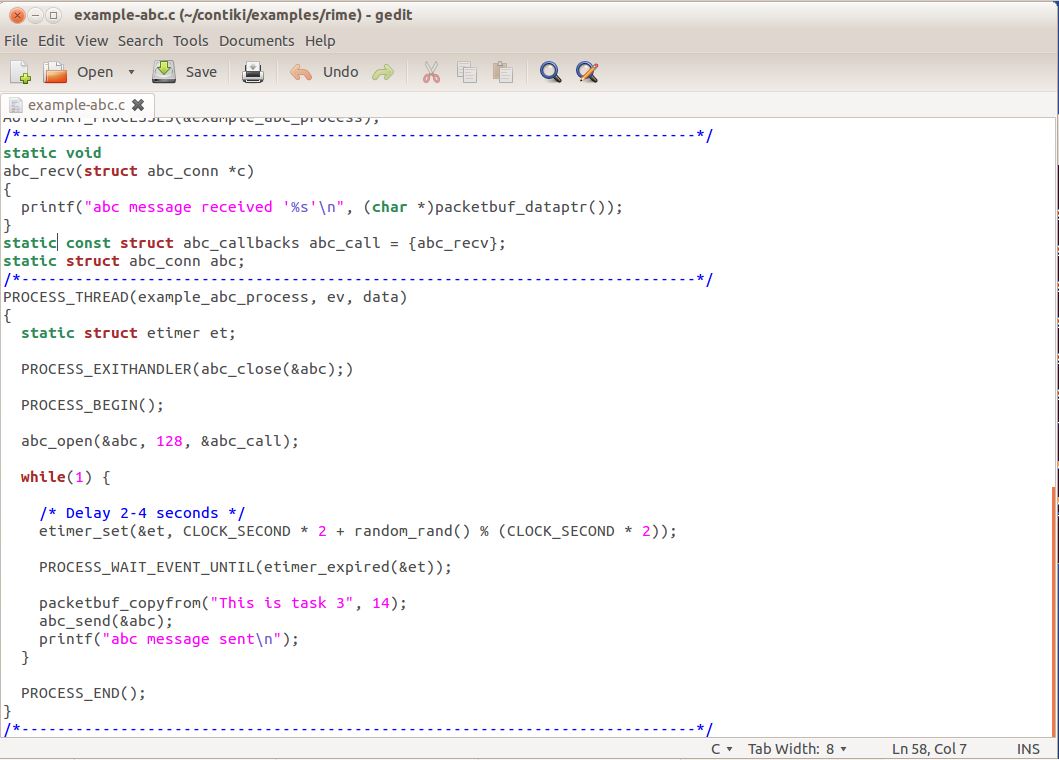 example-abc.c (~/contiki/examples/rime) - gedit
File Edit View Search Tools Documents Help
Open Save Undo
example-abc.c
AUTOSTART_PROCESSES(&example_abc_process);
/*---------------------------------------------------------------------------*/
static void
abc_recv(struct abc_conn *c)
{
  printf("abc message received '%s'\n", (char *)packetbuf_dataptr());
}
static const struct abc_callbacks abc_call = {abc_recv};
static struct abc_conn abc;
/*---------------------------------------------------------------------------*/
PROCESS_THREAD(example_abc_process, ev, data)
{
  static struct etimer et;
  PROCESS_EXITHANDLER(abc_close(&abc);)
  PROCESS_BEGIN();
  abc_open(&abc, 128, &abc_call);
  while(1) {
    /* Delay 2-4 seconds */
    etimer_set(&et, CLOCK_SECOND * 2 + random_rand() % (CLOCK_SECOND * 2));
    PROCESS_WAIT_EVENT_UNTIL(etimer_expired(&et));
    packetbuf_copyfrom("This is task 3", 14);
    abc_send(&abc);
    printf("abc message sent\n");
  }
  PROCESS_END();
}
/*---------------------------------------------------------------------------*/
C Tab Width: 8 Ln 58, Col 7 INS